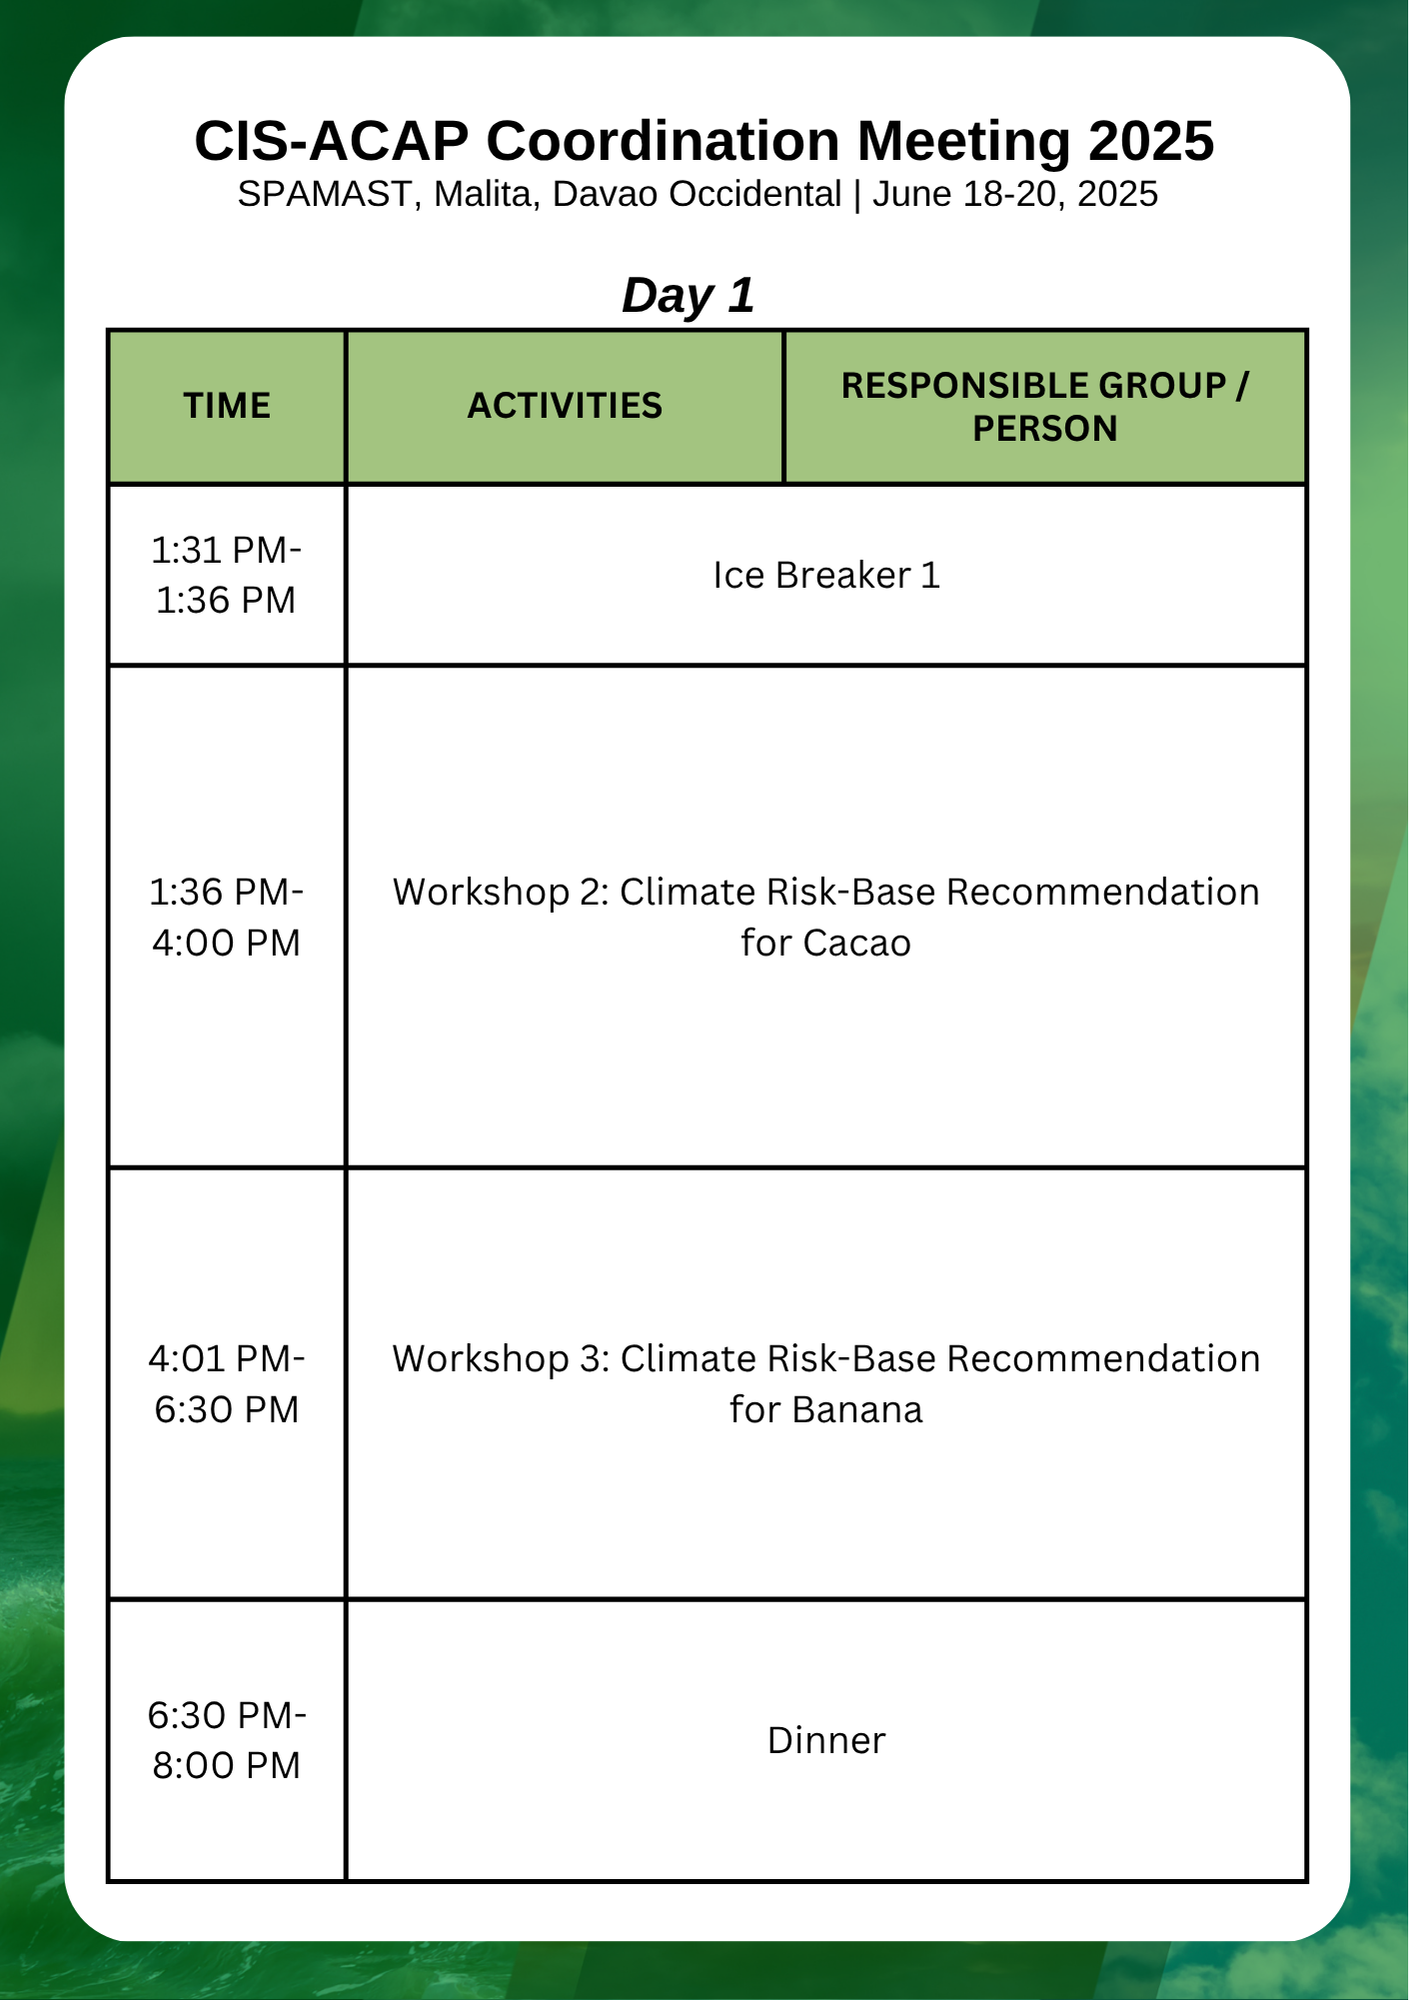 CIS-ACAP Coordination Meeting 2025
SPAMAST, Malita, Davao Occidental | June 18-20, 2025
Day 1
TIME
ACTIVITIES
RESPONSIBLE GROUP /
PERSON
1:31 PM-
1:36 PM
Ice Breaker 1
1:36 PM-
4:00 PM
Workshop 2: Climate Risk-Base Recommendation
for Cacao
4:01 PM-
6:30 PM
Workshop 3: Climate Risk-Base Recommendation
for Banana
6:30 PM-
8:00 PM
Dinner